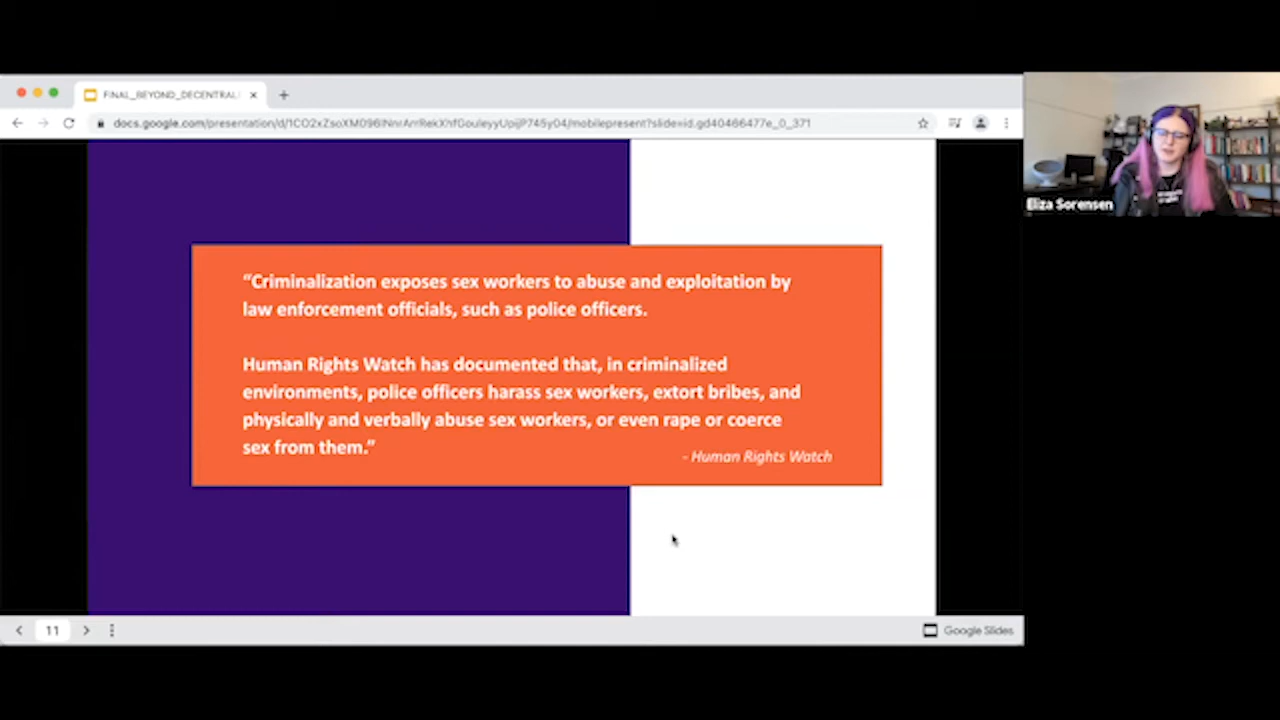 FINAL_BEYOND_DECENTRALI
Eliza Sorensen
“Criminalization exposes sex workers to abuse and exploitation by
law enforcement officials, such as police officers.
Human Rights Watch has documented that, in criminalized
environments, police officers harass sex workers, extort bribes, and
physically and verbally abuse sex workers, or even rape or coerce
sex from them.”
- Human Rights Watch
11
Google Slides